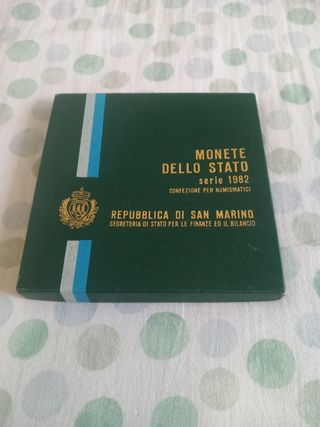 MONETE
DELLO STATO
serie 1982
CONFEZIONE PER NUMISMATICI
REPUBBLICA DI SAN MARINO
SEGRETERIA DI STATO PER LE FINANZE ED IL BILANCIO